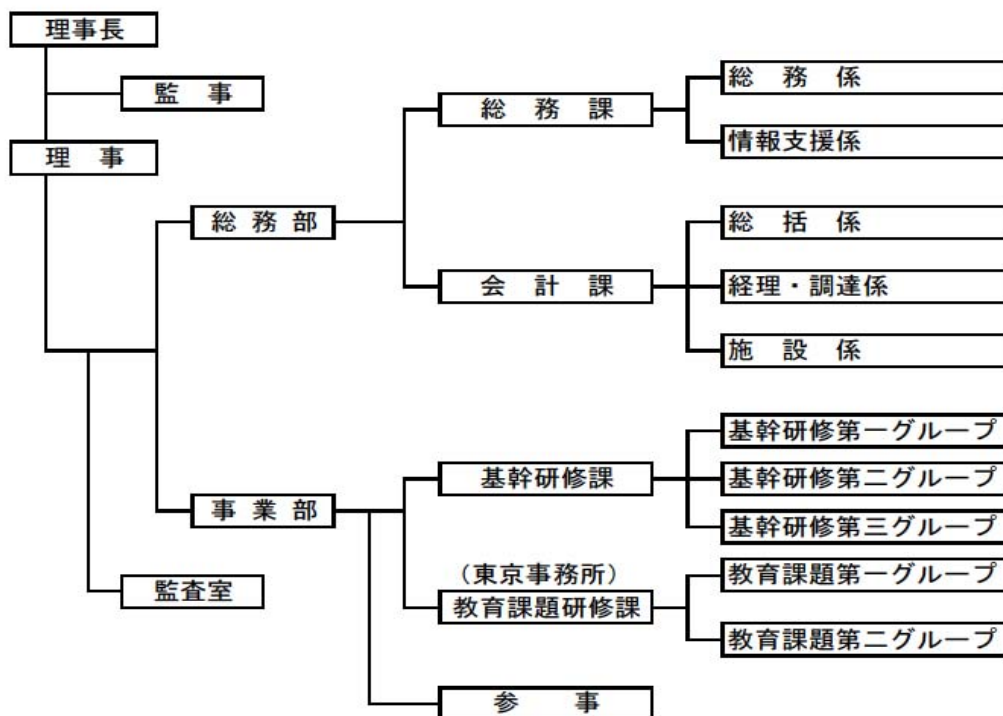 理事長
監事
理事
総務部
総務課
総務係
情報支援係
会計課
総括係
経理・調達係
施設係
事業部
基幹研修課
基幹研修第一グループ
基幹研修第二グループ
基幹研修第三グループ
（東京事務所）
教育課題研修課
教育課題第一グループ
教育課題第二グループ
参事
監査室